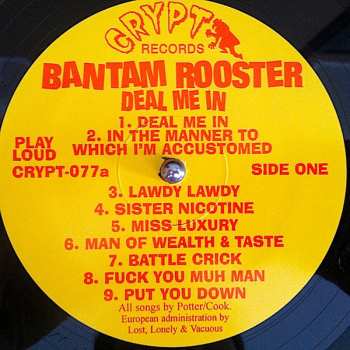 CRYPT
RECORDS
BANTAM ROOSTER
DEAL ME IN
1. DEAL ME IN
2. IN THE MANNER TO
WHICH I'M ACCUSTOMED
PLAY
LOUD
CRYPT-077a
SIDE ONE
3. LAWDY LAWDY
4. SISTER NICOTINE
5. MISS LUXURY
6. MAN OF WEALTH & TASTE
7. BATTLE CRICK
8. FUCK YOU MUH MAN
9. PUT YOU DOWN
All songs by Potter/Cook.
European administration by
Lost, Lonely & Vacuous